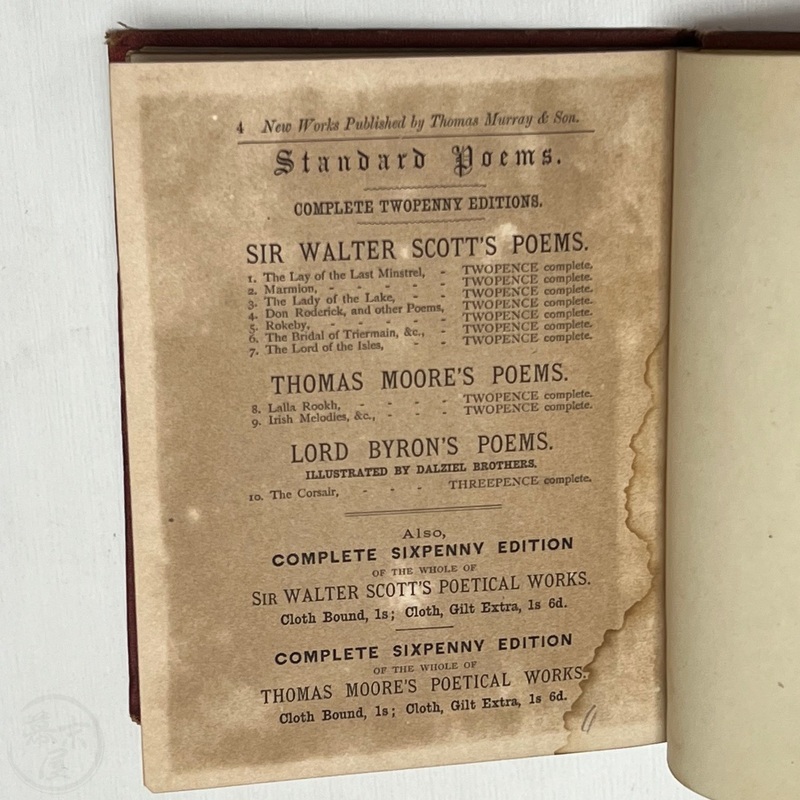 4 New Works Published by Thomas Murray & Son.
Standard Poems.
COMPLETE TWOPENNY EDITIONS.
SIR WALTER SCOTT'S POEMS.
1. The Lay of the Last Minstrel, - TWOPENCE complete.
2. Marmion, - - - - - TWOPENCE complete.
3. The Lady of the Lake, - - TWOPENCE complete.
4. Don Roderick, and other Poems, TWOPENCE complete.
5. Rokeby, - - - - - TWOPENCE complete.
6. The Bridal of Triermain, &c., - TWOPENCE complete.
7. The Lord of the Isles, - - TWOPENCE complete.
THOMAS MOORE'S POEMS.
8. Lalla Rookh, - - - - TWOPENCE complete.
9. Irish Melodies, &c., - - - TWOPENCE complete.
LORD BYRON'S POEMS.
ILLUSTRATED BY DALZIEL BROTHERS.
10. The Corsair, - - - THREEPENCE complete.
Also,
COMPLETE SIXPENNY EDITION
OF THE WHOLE OF
SIR WALTER SCOTT'S POETICAL WORKS.
Cloth Bound, 1s; Cloth, Gilt Extra, 1s 6d.
COMPLETE SIXPENNY EDITION
OF THE WHOLE OF
THOMAS MOORE'S POETICAL WORKS.
Cloth Bound, 1s; Cloth, Gilt Extra, 1s 6d.